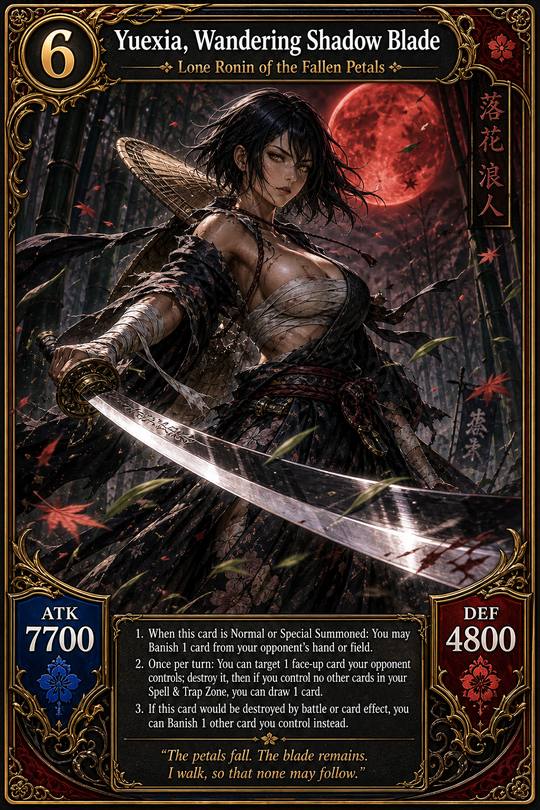 6
Yuexia, Wandering Shadow Blade
Lone Ronin of the Fallen Petals
落花浪人
ATK
7700
DEF
4800
1. When this card is Normal or Special Summoned: You may
Banish 1 card from your opponent's hand or field.
2. Once per turn: You can target 1 face-up card your opponent
controls; destroy it, then if you control no other cards in your
Spell & Trap Zone, you can draw 1 card.
3. If this card would be destroyed by battle or card effect, you
can Banish 1 other card you control instead.
“The petals fall. The blade remains.
I walk, so that none may follow.”